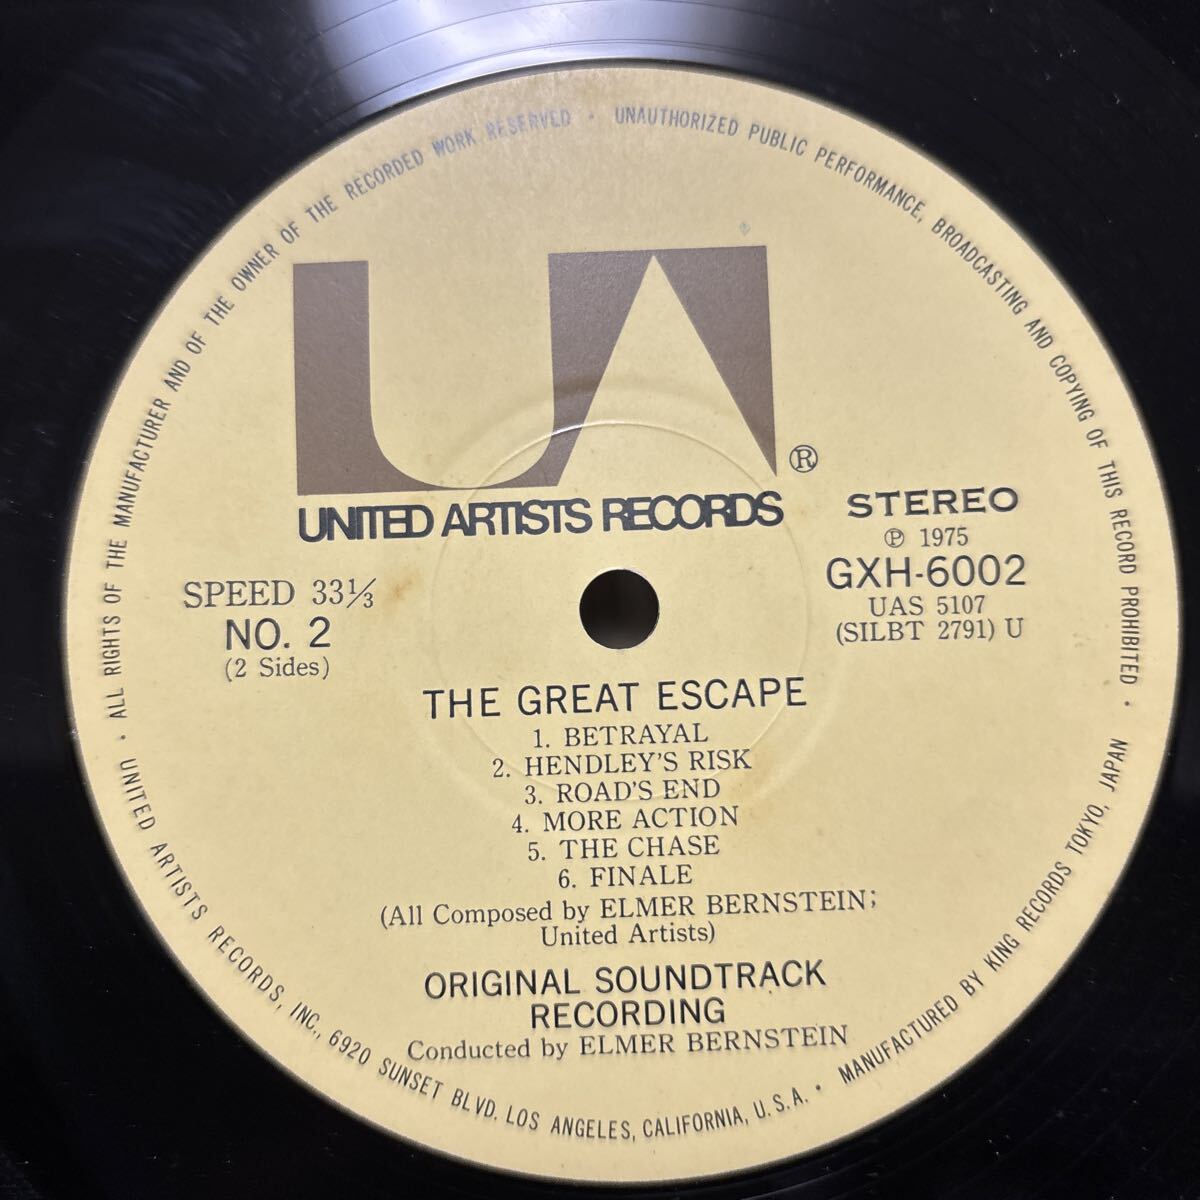 ALL RIGHTS OF THE MANUFACTURER AND OF THE OWNER OF THE RECORDED WORK RESERVED · UNAUTHORIZED PUBLIC PERFORMANCE, BROADCASTING AND COPYING OF THIS RECORD PROHIBITED ·
UA®
UNITED ARTISTS RECORDS
STEREO
Ⓟ 1975
GXH-6002
UAS 5107
(SILBT 2791) U
SPEED 33⅓
NO. 2
(2 Sides)
THE GREAT ESCAPE
1. BETRAYAL
2. HENDLEY'S RISK
3. ROAD'S END
4. MORE ACTION
5. THE CHASE
6. FINALE
(All Composed by ELMER BERNSTEIN;
United Artists)
ORIGINAL SOUNDTRACK
RECORDING
Conducted by ELMER BERNSTEIN
UNITED ARTISTS RECORDS, INC., 6920 SUNSET BLVD. LOS ANGELES, CALIFORNIA, U.S.A. · MANUFACTURED BY KING RECORDS TOKYO, JAPAN